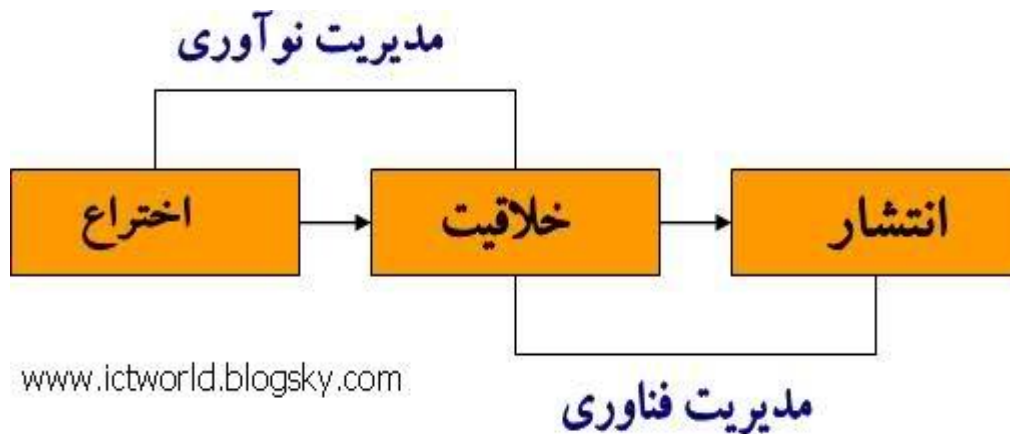 مدیریت نوآوری
اختراع
خلاقیت
انتشار
www.ictworld.blogsky.com
مدیریت فناوری